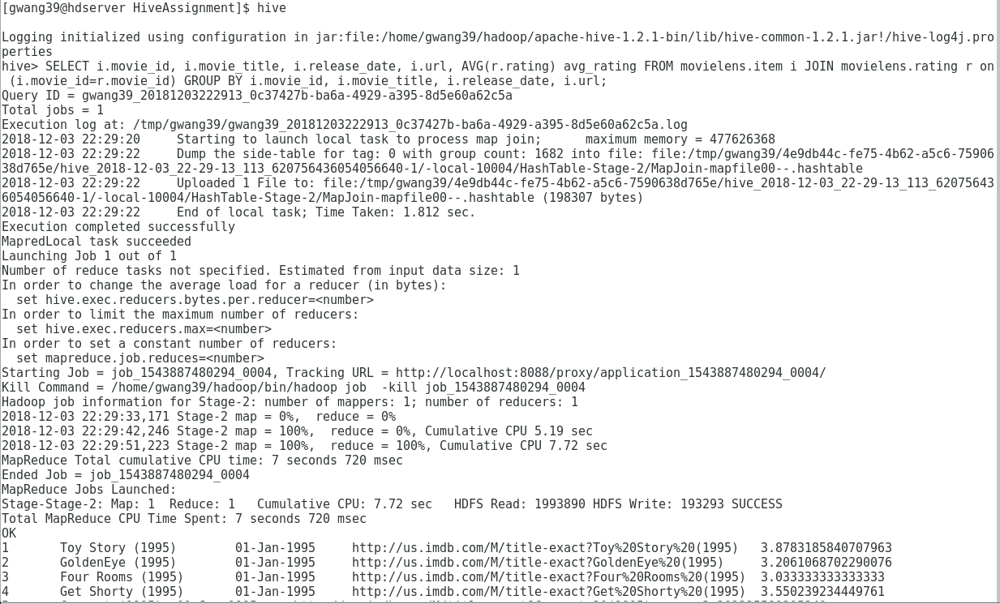 [gwang39@hdserver HiveAssignment]$ hive
Logging initialized using configuration in jar:file:/home/gwang39/hadoop/apache-hive-1.2.1-bin/lib/hive-common-1.2.1.jar!/hive-log4j.pro
perties
hive> SELECT i.movie_id, i.movie_title, i.release_date, i.url, AVG(r.rating) avg_rating FROM movielens.item i JOIN movielens.rating r on
 (i.movie_id=r.movie_id) GROUP BY i.movie_id, i.movie_title, i.release_date, i.url;
Query ID = gwang39_20181203222913_0c37427b-ba6a-4929-a395-8d5e60a62c5a
Total jobs = 1
Execution log at: /tmp/gwang39/gwang39_20181203222913_0c37427b-ba6a-4929-a395-8d5e60a62c5a.log
2018-12-03 22:29:20     Starting to launch local task to process map join;      maximum memory = 477626368
2018-12-03 22:29:22     Dump the side-table for tag: 0 with group count: 1682 into file: file:/tmp/gwang39/4e9db44c-fe75-4b62-a5c6-75906
38d765e/hive_2018-12-03_22-29-13_113_620756436054056640-1/-local-10004/HashTable-Stage-2/MapJoin-mapfile00--.hashtable
2018-12-03 22:29:22     Uploaded 1 File to: file:/tmp/gwang39/4e9db44c-fe75-4b62-a5c6-7590638d765e/hive_2018-12-03_22-29-13_113_62075643
6054056640-1/-local-10004/HashTable-Stage-2/MapJoin-mapfile00--.hashtable (198307 bytes)
2018-12-03 22:29:22     End of local task; Time Taken: 1.812 sec.
Execution completed successfully
MapredLocal task succeeded
Launching Job 1 out of 1
Number of reduce tasks not specified. Estimated from input data size: 1
In order to change the average load for a reducer (in bytes):
  set hive.exec.reducers.bytes.per.reducer=<number>
In order to limit the maximum number of reducers:
  set hive.exec.reducers.max=<number>
In order to set a constant number of reducers:
  set mapreduce.job.reduces=<number>
Starting Job = job_1543887480294_0004, Tracking URL = http://localhost:8088/proxy/application_1543887480294_0004/
Kill Command = /home/gwang39/hadoop/bin/hadoop job  -kill job_1543887480294_0004
Hadoop job information for Stage-2: number of mappers: 1; number of reducers: 1
2018-12-03 22:29:33,171 Stage-2 map = 0%,  reduce = 0%
2018-12-03 22:29:42,246 Stage-2 map = 100%,  reduce = 0%, Cumulative CPU 5.19 sec
2018-12-03 22:29:51,223 Stage-2 map = 100%,  reduce = 100%, Cumulative CPU 7.72 sec
MapReduce Total cumulative CPU time: 7 seconds 720 msec
Ended Job = job_1543887480294_0004
MapReduce Jobs Launched:
Stage-Stage-2: Map: 1  Reduce: 1   Cumulative CPU: 7.72 sec   HDFS Read: 1993890 HDFS Write: 193293 SUCCESS
Total MapReduce CPU Time Spent: 7 seconds 720 msec
OK
1       Toy Story (1995)        01-Jan-1995     http://us.imdb.com/M/title-exact?Toy%20Story%20(1995)   3.8783185840707963
2       GoldenEye (1995)        01-Jan-1995     http://us.imdb.com/M/title-exact?GoldenEye%20(1995)     3.2061068702290076
3       Four Rooms (1995)       01-Jan-1995     http://us.imdb.com/M/title-exact?Four%20Rooms%20(1995)  3.033333333333333
4       Get Shorty (1995)       01-Jan-1995     http://us.imdb.com/M/title-exact?Get%20Shorty%20(1995)  3.550239234449761